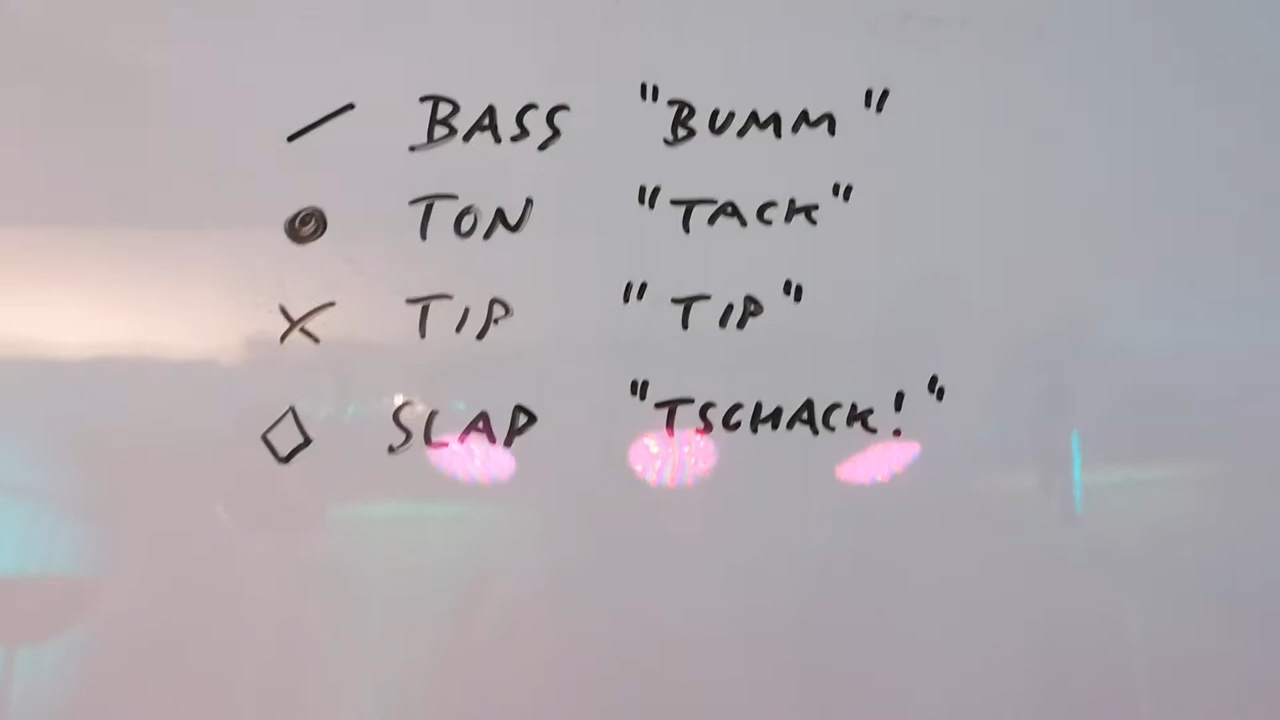 / BASS "BUMM"
● TON "TACK"
X TIP "TIP"
◇ SLAP "TSCHACK!"